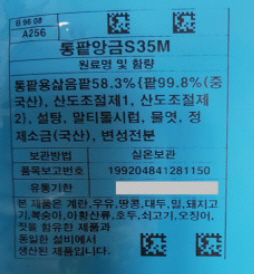 B 96 08
A256
통팥앙금S35M
원료명 및 함량
통팥용삶음팥58.3%{팥99.8%(중
국산), 산도조절제1, 산도조절제
2}, 설탕, 말티톨시럽, 물엿, 정
제소금(국산), 변성전분
보관방법 실온보관
품목보고번호 199204841281150
유통기한
본 제품은 계란,우유,땅콩,대두,밀,돼지고
기,복숭아,아황산류,호두,쇠고기,오징어,
잣을 함유한 제품과
동일한 설비에서
생산된 제품입니다.